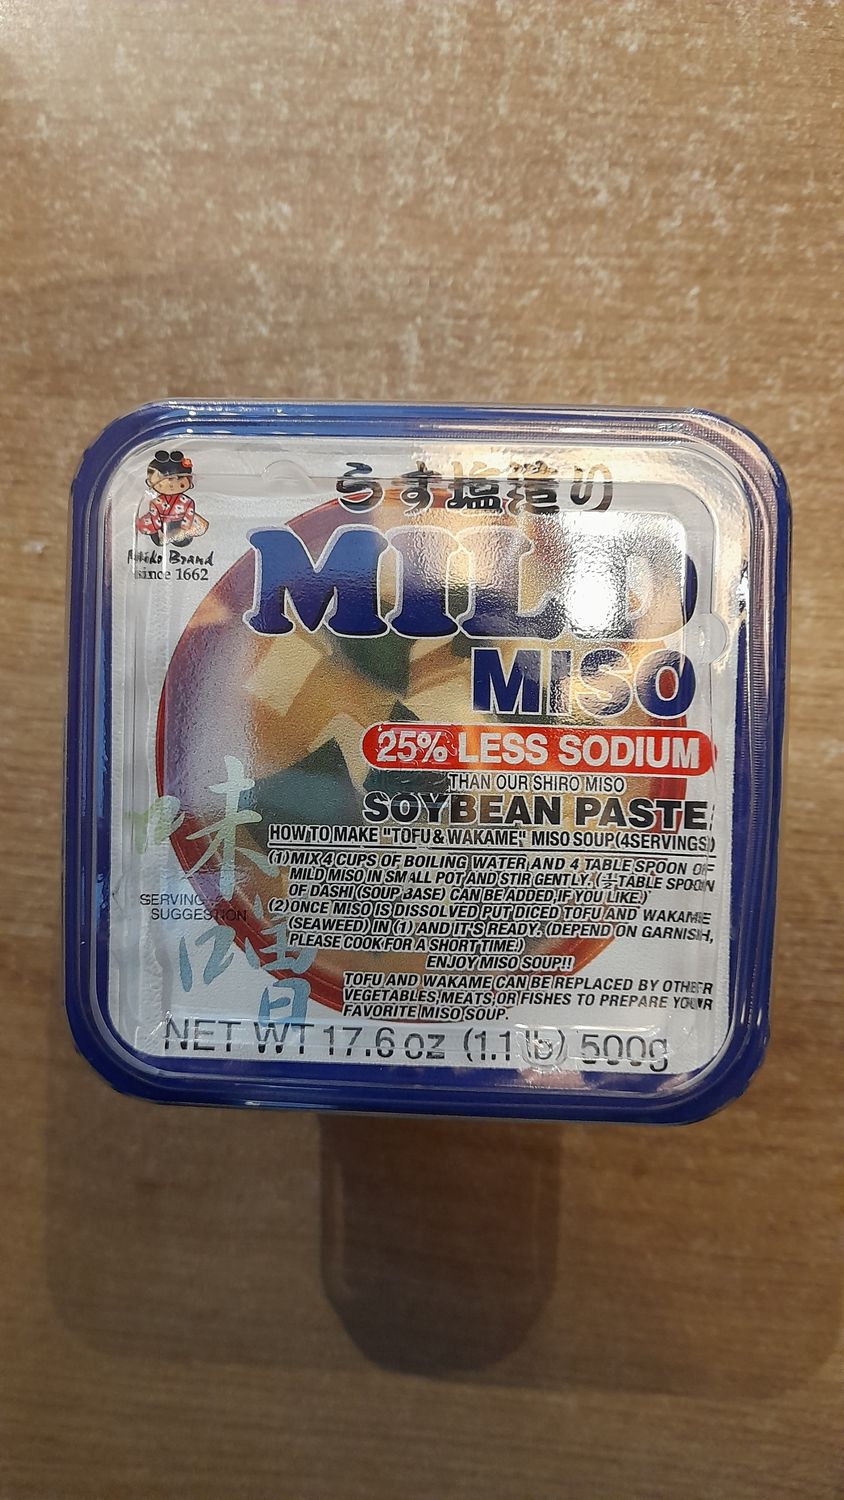 うす塩造り
Miko Brand
since 1662
MILD
MISO
25% LESS SODIUM
THAN OUR SHIRO MISO
SOYBEAN PASTE
HOW TO MAKE "TOFU & WAKAME" MISO SOUP (4 SERVINGS)
(1) MIX 4 CUPS OF BOILING WATER AND 4 TABLE SPOON OF
MILD MISO IN SMALL POT AND STIR GENTLY. (½ TABLE SPOON
OF DASHI (SOUP BASE) CAN BE ADDED, IF YOU LIKE.)
(2) ONCE MISO IS DISSOLVED PUT DICED TOFU AND WAKAME
(SEAWEED) IN (1) AND IT'S READY. (DEPEND ON GARNISH,
PLEASE COOK FOR A SHORT TIME.)
ENJOY MISO SOUP!!
TOFU AND WAKAME CAN BE REPLACED BY OTHER
VEGETABLES, MEATS, OR FISHES TO PREPARE YOUR
FAVORITE MISO SOUP.
味噌
SERVING
SUGGESTION
NET WT 17.6 oz (1.1 lb) 500g